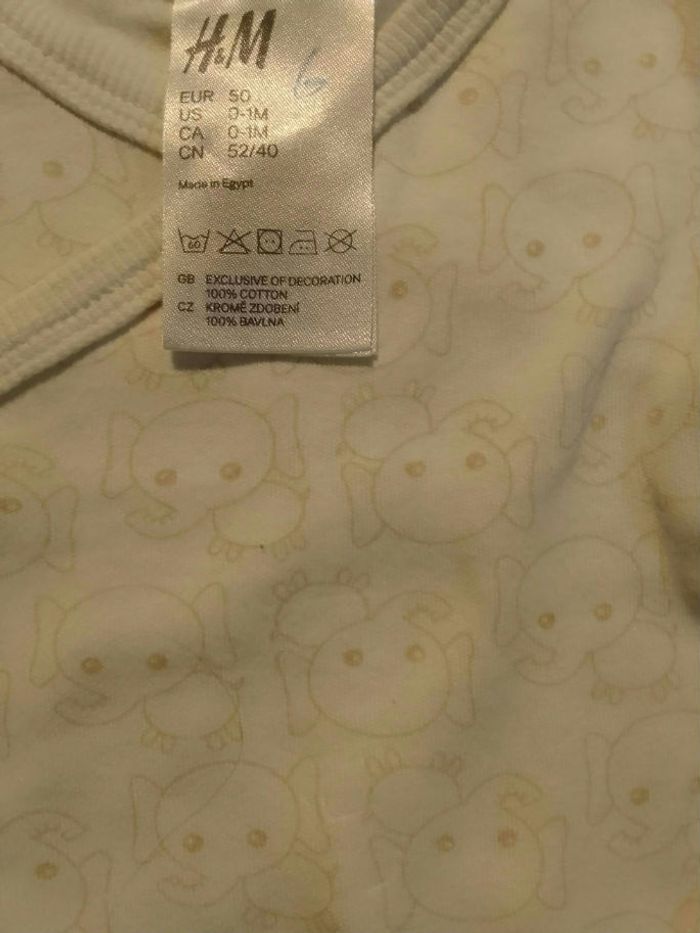 H&M
EUR 50
US 0-1M
CA 0-1M
CN 52/40
Made in Egypt
60
GB EXCLUSIVE OF DECORATION
100% COTTON
CZ KROMĚ ZDOBENÍ
100% BAVLNA